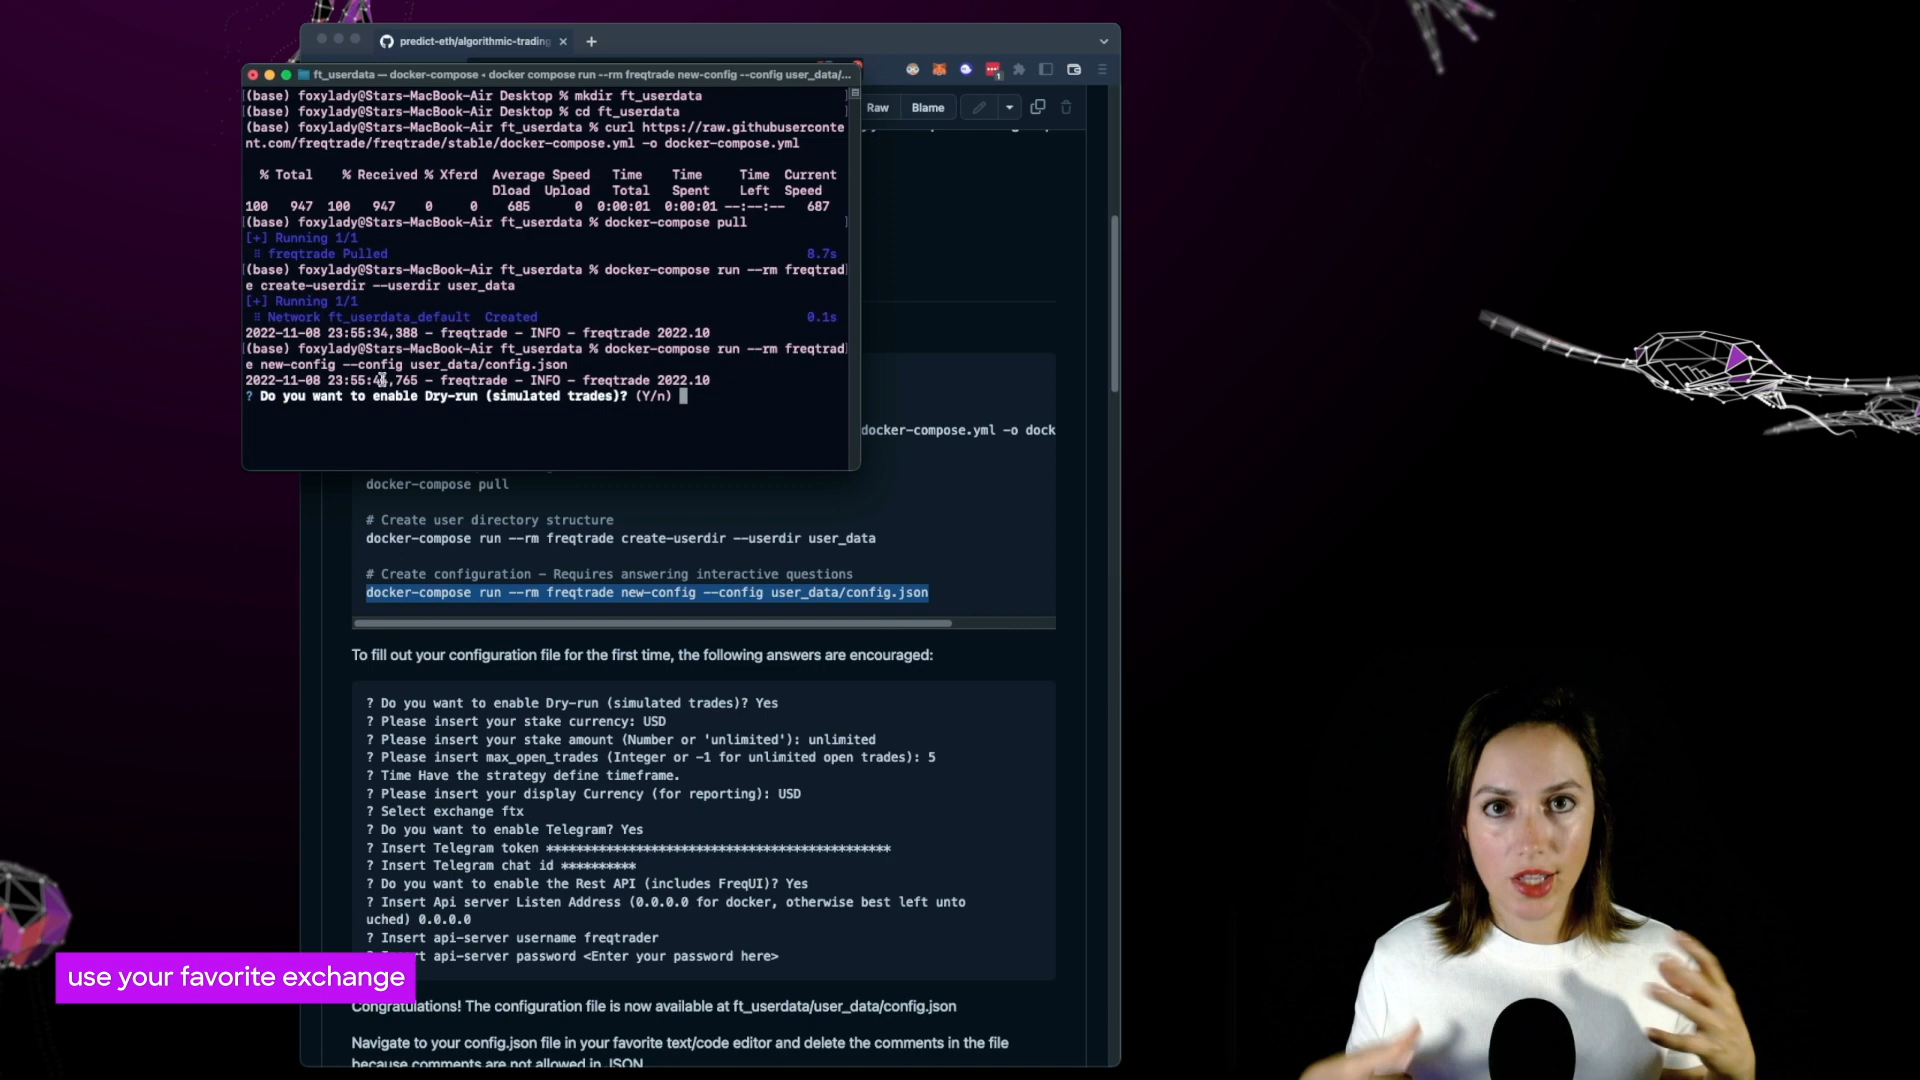 predict-eth/algorithmic-trading
ft_userdata — docker-compose ◂ docker compose run --rm freqtrade new-config --config user_data/...
(base) foxylady@Stars-MacBook-Air Desktop % mkdir ft_userdata
(base) foxylady@Stars-MacBook-Air Desktop % cd ft_userdata
(base) foxylady@Stars-MacBook-Air ft_userdata % curl https://raw.githubuserconte
nt.com/freqtrade/freqtrade/stable/docker-compose.yml -o docker-compose.yml
% Total % Received % Xferd Average Speed Time Time Time Current
Dload Upload Total Spent Left Speed
100 947 100 947 0 0 685 0 0:00:01 0:00:01 --:--:-- 687
(base) foxylady@Stars-MacBook-Air ft_userdata % docker-compose pull
[+] Running 1/1
⠿ freqtrade Pulled 8.7s
(base) foxylady@Stars-MacBook-Air ft_userdata % docker-compose run --rm freqtrad
e create-userdir --userdir user_data
[+] Running 1/1
⠿ Network ft_userdata_default Created 0.1s
2022-11-08 23:55:34,388 - freqtrade - INFO - freqtrade 2022.10
(base) foxylady@Stars-MacBook-Air ft_userdata % docker-compose run --rm freqtrad
e new-config --config user_data/config.json
2022-11-08 - freqtrade - INFO - freqtrade 2022.10
? Do you want to enable Dry-run (simulated trades)? (Y/n)
Raw Blame
docker-compose.yml -o dock
docker-compose pull
# Create user directory structure
docker-compose run --rm freqtrade create-userdir --userdir user_data
# Create configuration - Requires answering interactive questions
docker-compose run --rm freqtrade new-config --config user_data/config.json
To fill out your configuration file for the first time, the following answers are encouraged:
? Do you want to enable Dry-run (simulated trades)? Yes
? Please insert your stake currency: USD
? Please insert your stake amount (Number or 'unlimited'): unlimited
? Please insert max_open_trades (Integer or -1 for unlimited open trades): 5
? Time Have the strategy define timeframe.
? Please insert your display Currency (for reporting): USD
? Select exchange ftx
? Do you want to enable Telegram? Yes
? Insert Telegram token **********************************************
? Insert Telegram chat id **********
? Do you want to enable the Rest API (includes FreqUI)? Yes
? Insert Api server Listen Address (0.0.0.0 for docker, otherwise best left unto
uched) 0.0.0.0
? Insert api-server username freqtrader
api-server password <Enter your password here>
use your favorite exchange
Congratulations! The configuration file is now available at ft_userdata/user_data/config.json
Navigate to your config.json file in your favorite text/code editor and delete the comments in the file
because comments are not allowed in JSON